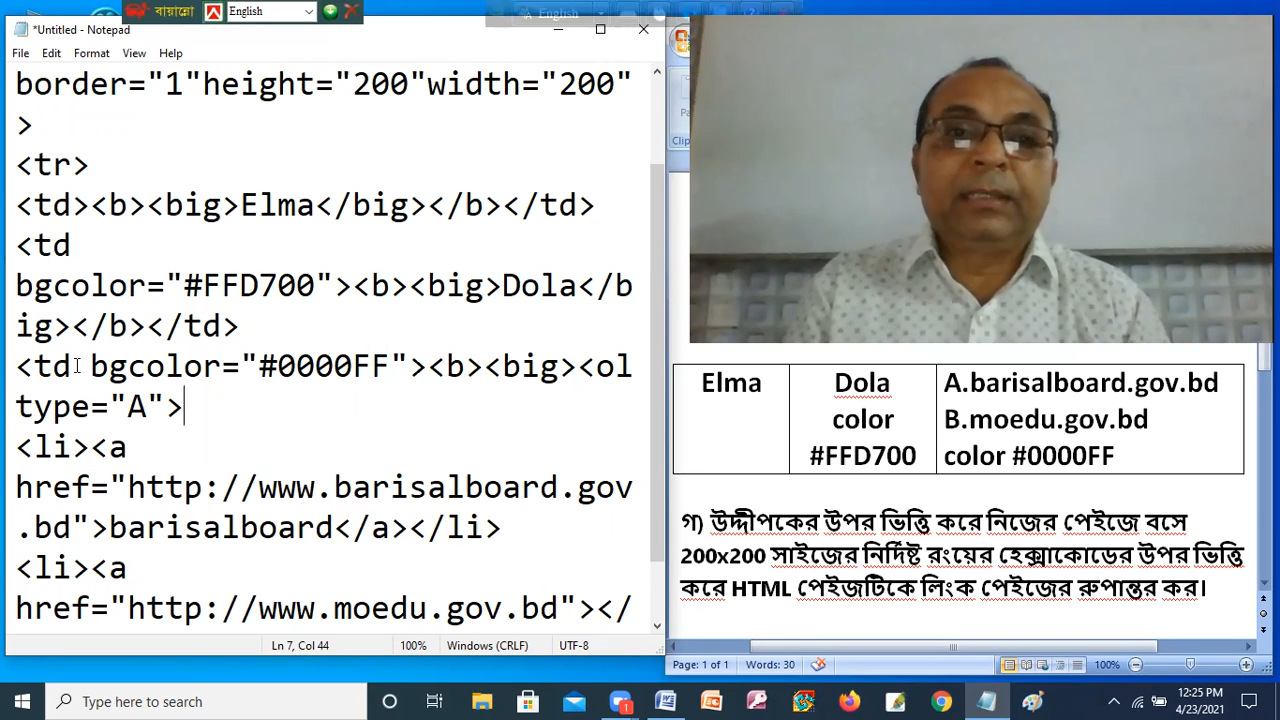 বায়ান্নো English English
*Untitled - Notepad
File Edit Format View Help
border="1"height="200"width="200"
>
<tr>
<td><b><big>Elma</big></b></td>
<td
bgcolor="#FFD700"><b><big>Dola</b
ig></b></td>
<td bgcolor="#0000FF"><b><big><ol
type="A">
<li><a
href="http://www.barisalboard.gov
.bd">barisalboard</a></li>
<li><a
href="http://www.moedu.gov.bd"></
Ln 7, Col 44 100% Windows (CRLF) UTF-8
Clip
Elma
Dola
color
#FFD700
A.barisalboard.gov.bd
B.moedu.gov.bd
color #0000FF
গ) উদ্দীপকের উপর ভিত্তি করে নিজের পেইজে বসে
200x200 সাইজের নির্দিষ্ট রংয়ের হেক্সাকোডের উপর ভিত্তি
করে HTML পেইজটিকে লিংক পেইজের রুপান্তর কর।
Page: 1 of 1 Words: 30 100%
Type here to search
1
12:25 PM
4/23/2021